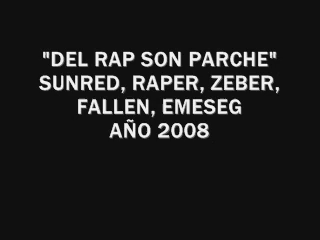 "DEL RAP SON PARCHE"
SUNRED, RAPER, ZEBER,
FALLEN, EMESEG
AÑO 2008